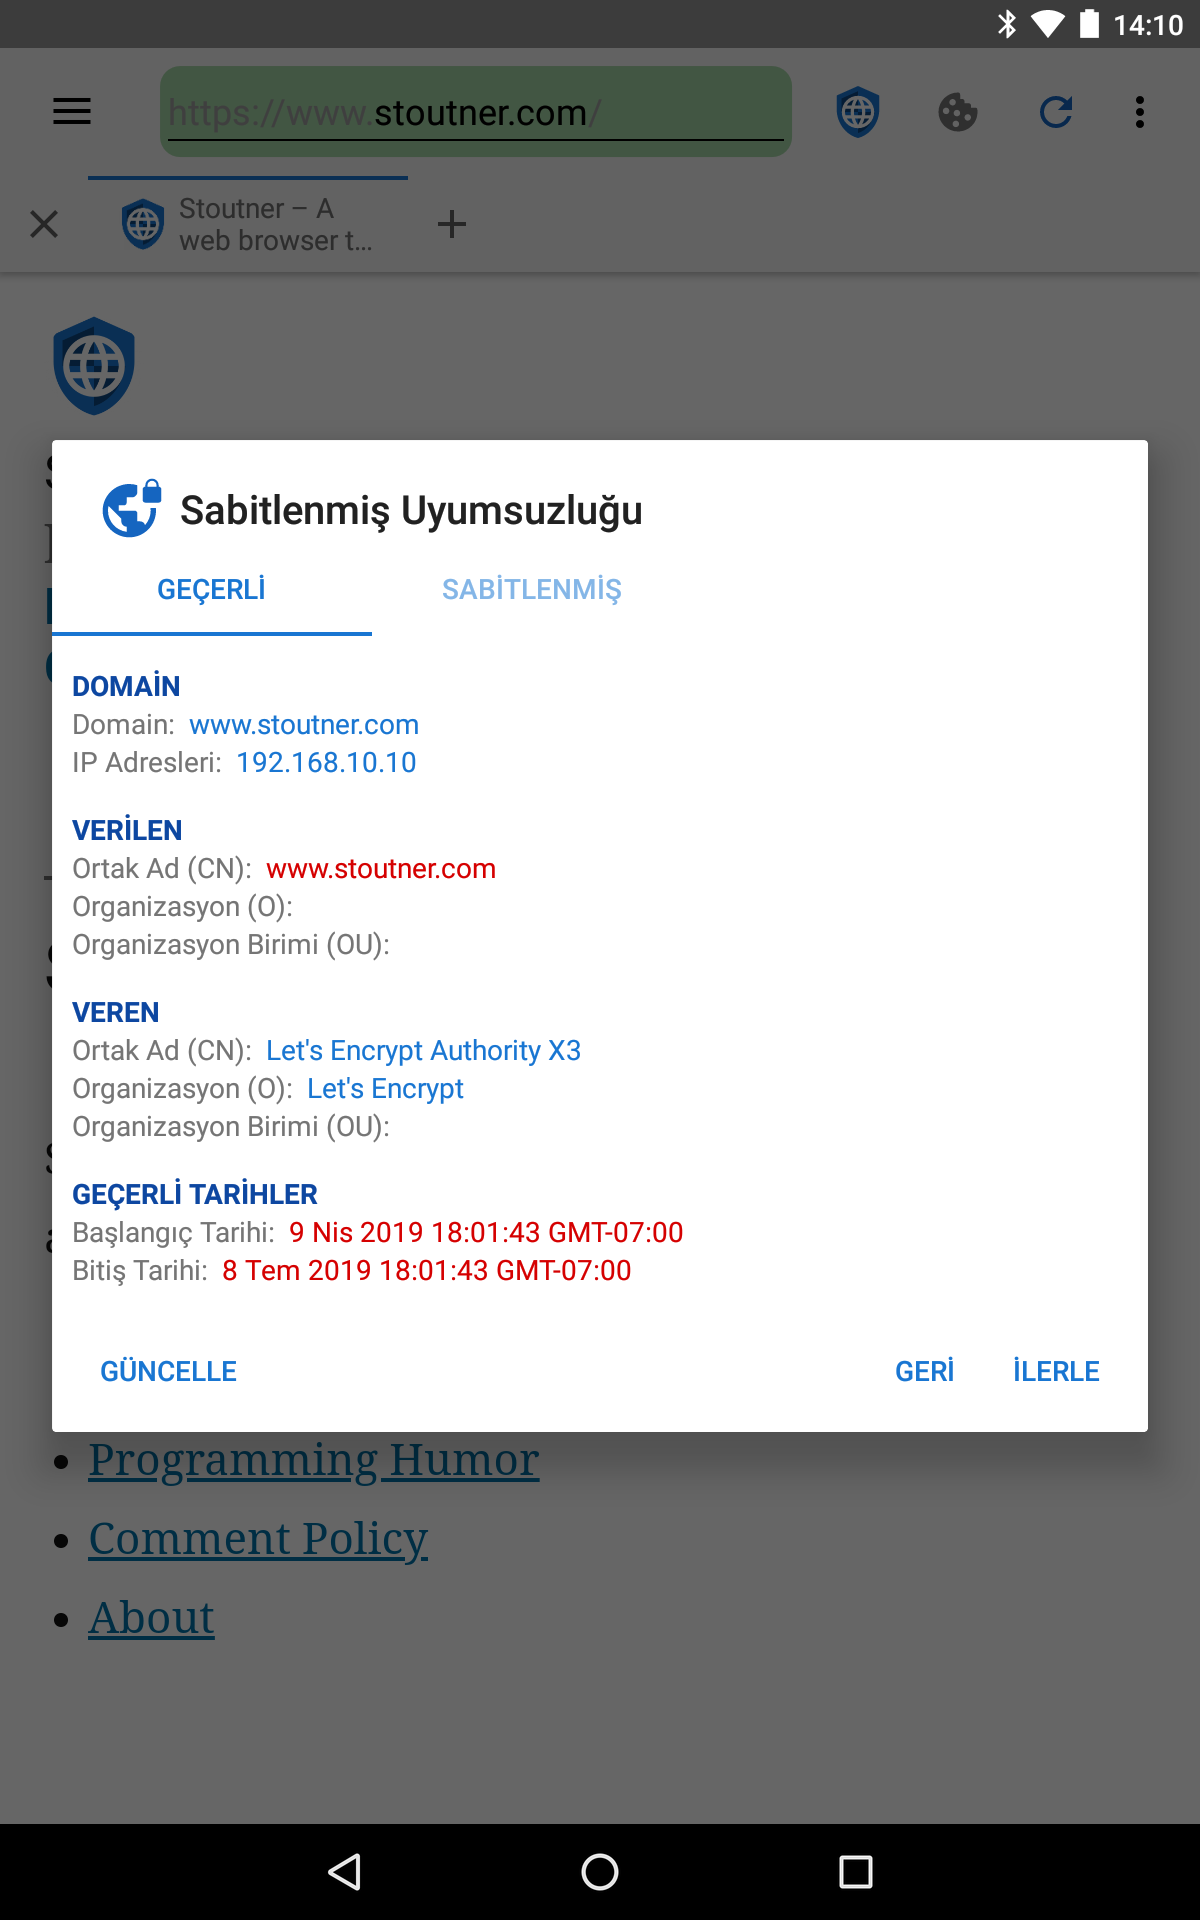 14:10
https://www.stoutner.com/
Stoutner – A
web browser t...
Sabitlenmiş Uyumsuzluğu
GEÇERLİ
SABİTLENMİŞ
DOMAİN
Domain: www.stoutner.com
IP Adresleri: 192.168.10.10
VERİLEN
Ortak Ad (CN): www.stoutner.com
Organizasyon (O):
Organizasyon Birimi (OU):
VEREN
Ortak Ad (CN): Let's Encrypt Authority X3
Organizasyon (O): Let's Encrypt
Organizasyon Birimi (OU):
GEÇERLİ TARİHLER
Başlangıç Tarihi: 9 Nis 2019 18:01:43 GMT-07:00
Bitiş Tarihi: 8 Tem 2019 18:01:43 GMT-07:00
GÜNCELLE
GERİ
İLERLE
Programming Humor
Comment Policy
About